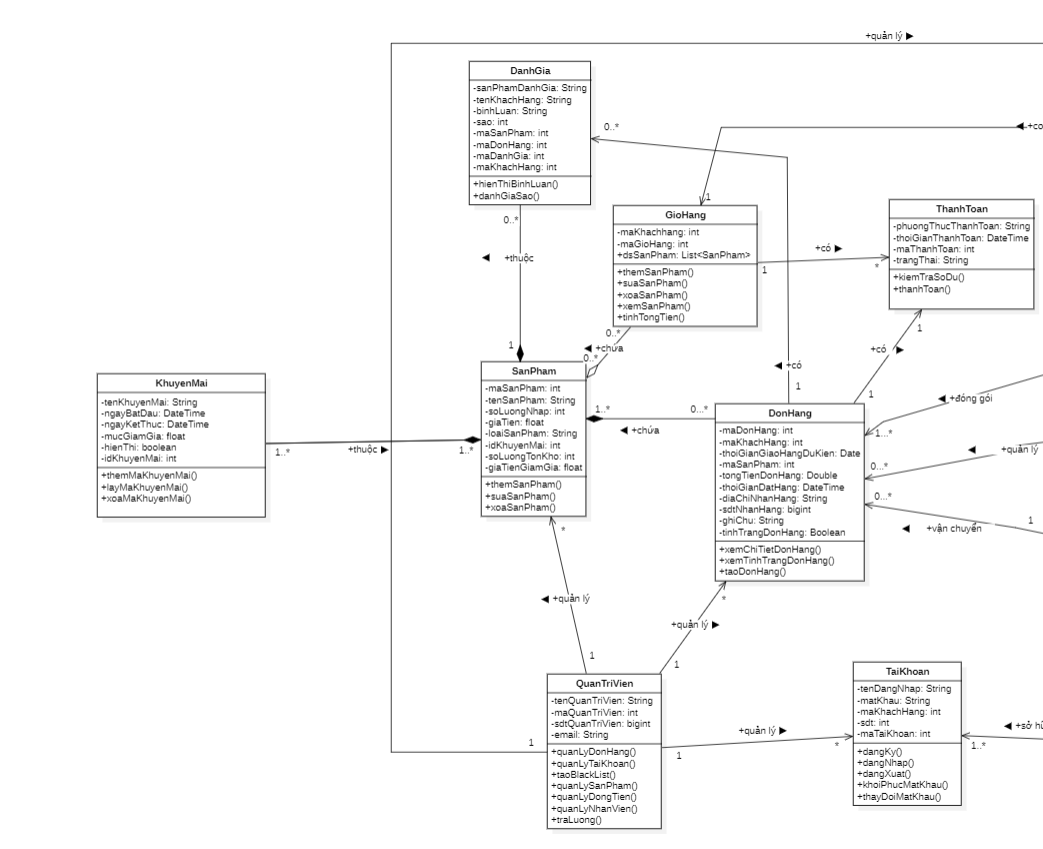 +quản lý ►
DanhGia
-sanPhamDanhGia: String
-tenKhachHang: String
-binhLuan: String
-sao: int
-maSanPham: int
-maDonHang: int
-maDanhGia: int
-maKhachHang: int
+hienThiBinhLuan()
+danhGiaSao()
0..*
0..*
◄ +thuộc
1
◄+co
1
GioHang
-maKhachhang: int
-maGioHang: int
+dsSanPham: List<SanPham>
+themSanPham()
+suaSanPham()
+xoaSanPham()
+xemSanPham()
+tinhTongTien()
+có ►
1
*
ThanhToan
-phuongThucThanhToan: String
-thoiGianThanhToan: DateTime
-maThanhToan: int
-trangThai: String
+kiemTraSoDu()
+thanhToan()
0..*
◄ +chứa
0..*
1
+có ►
1
◄ +có
1
KhuyenMai
-tenKhuyenMai: String
-ngayBatDau: DateTime
-ngayKetThuc: DateTime
-mucGiamGia: float
-hienThi: boolean
-idKhuyenMai: int
+themMaKhuyenMai()
+layMaKhuyenMai()
+xoaMaKhuyenMai()
1..*
+thuộc ►
1..*
SanPham
-maSanPham: int
-tenSanPham: String
-soLuongNhap: int
-giaTien: float
-loaiSanPham: String
-idKhuyenMai: int
-soLuongTonKho: int
-giaTienGiamGia: float
+themSanPham()
+suaSanPham()
+xoaSanPham()
1..*
0...*
◄ +chứa
DonHang
-maDonHang: int
-maKhachHang: int
-thoiGianGiaoHangDuKien: Date
-maSanPham: int
-tongTienDonHang: Double
-thoiGianDatHang: DateTime
-diaChiNhanHang: String
-sdtNhanHang: bigint
-ghiChu: String
-tinhTrangDonHang: Boolean
+xemChiTietDonHang()
+xemTinhTrangDonHang()
+taoDonHang()
◄ +đóng gói
1...*
◄ +quản lý
0...*
0...*
◄ +vận chuyển
1
*
◄ +quản lý
1
*
+quản lý ►
1
QuanTriVien
-tenQuanTriVien: String
-maQuanTriVien: int
-sdtQuanTriVien: bigint
-email: String
+quanLyDonHang()
+quanLyTaiKhoan()
+taoBlackList()
+quanLySanPham()
+quanLyDongTien()
+quanLyNhanVien()
+traLuong()
1
1
+quản lý ►
*
TaiKhoan
-tenDangNhap: String
-matKhau: String
-maKhachHang: int
-sdt: int
-maTaiKhoan: int
+dangKy()
+dangNhap()
+dangXuat()
+khoiPhucMatKhau()
+thayDoiMatKhau()
1..*
◄ +sở hữ